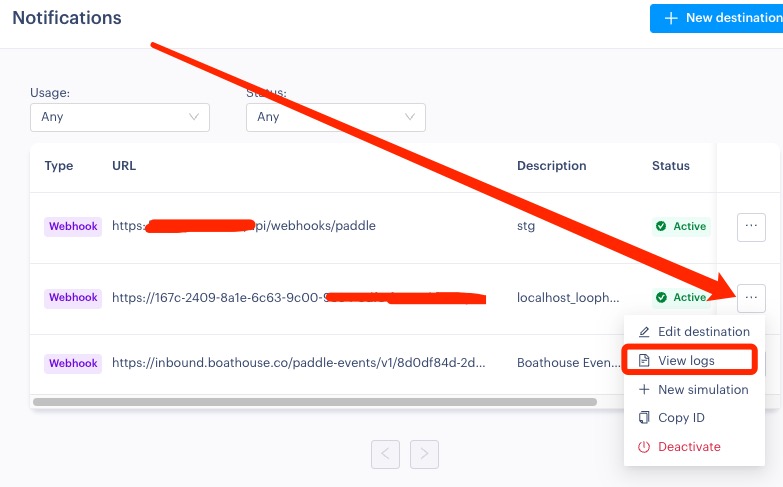 Notifications
+ New destination
Usage:
Status:
Any
Any
Type URL Description Status
Webhook https: pi/webhooks/paddle stg Active ...
Webhook https://167c-2409-8a1e-6c63-9c00- localhost_looph... Active ...
Webhook https://inbound.boathouse.co/paddle-events/v1/8d0df84d-2d... Boathouse Even...
Edit destination
View logs
New simulation
Copy ID
Deactivate